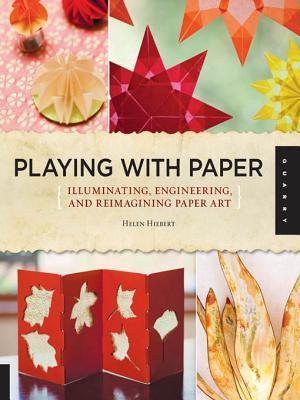 PLAYING WITH PAPER
ILLUMINATING, ENGINEERING,
AND REIMAGINING PAPER ART
HELEN HIEBERT
QUARRY